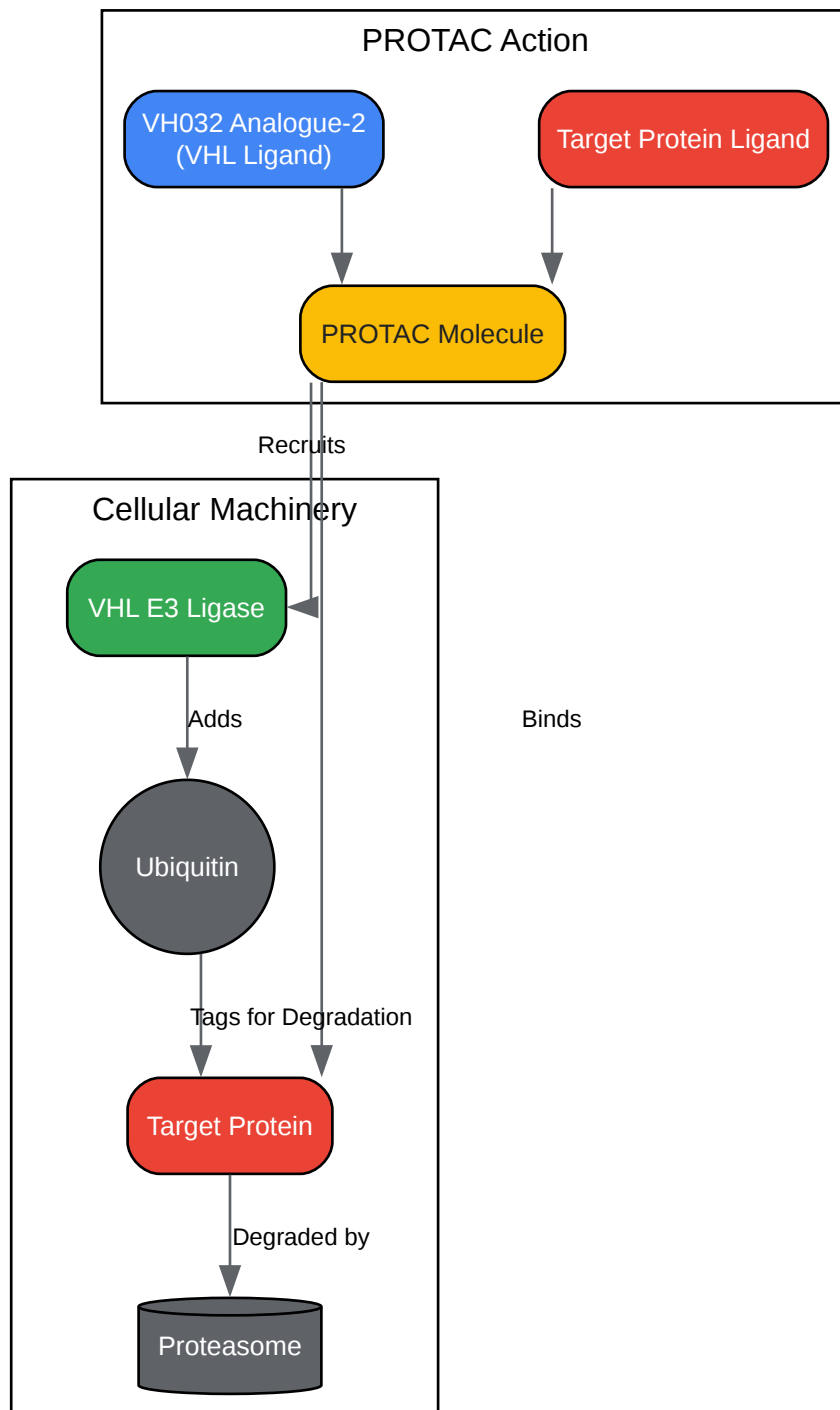 PROTAC Action
VH032 Analogue-2
(VHL Ligand)
Target Protein Ligand
PROTAC Molecule
Recruits
Cellular Machinery
VHL E3 Ligase
Adds
Binds
Ubiquitin
Tags for Degradation
Target Protein
Degraded by
Proteasome